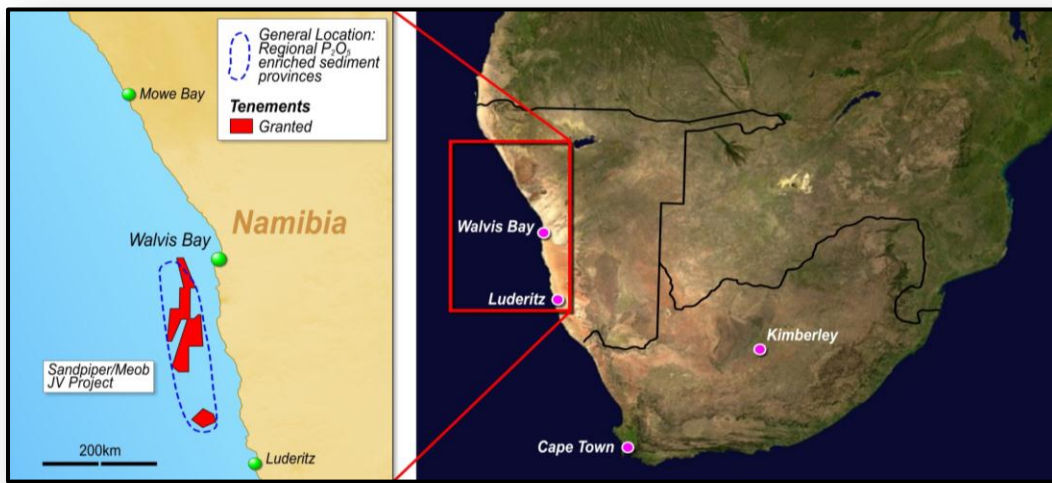 General Location:
Regional P₂O₅
enriched sediment
provinces
Tenements
Granted
Mowe Bay
Namibia
Walvis Bay
Sandpiper/Meob
JV Project
200km
Luderitz
Walvis Bay
Luderitz
Kimberley
Cape Town